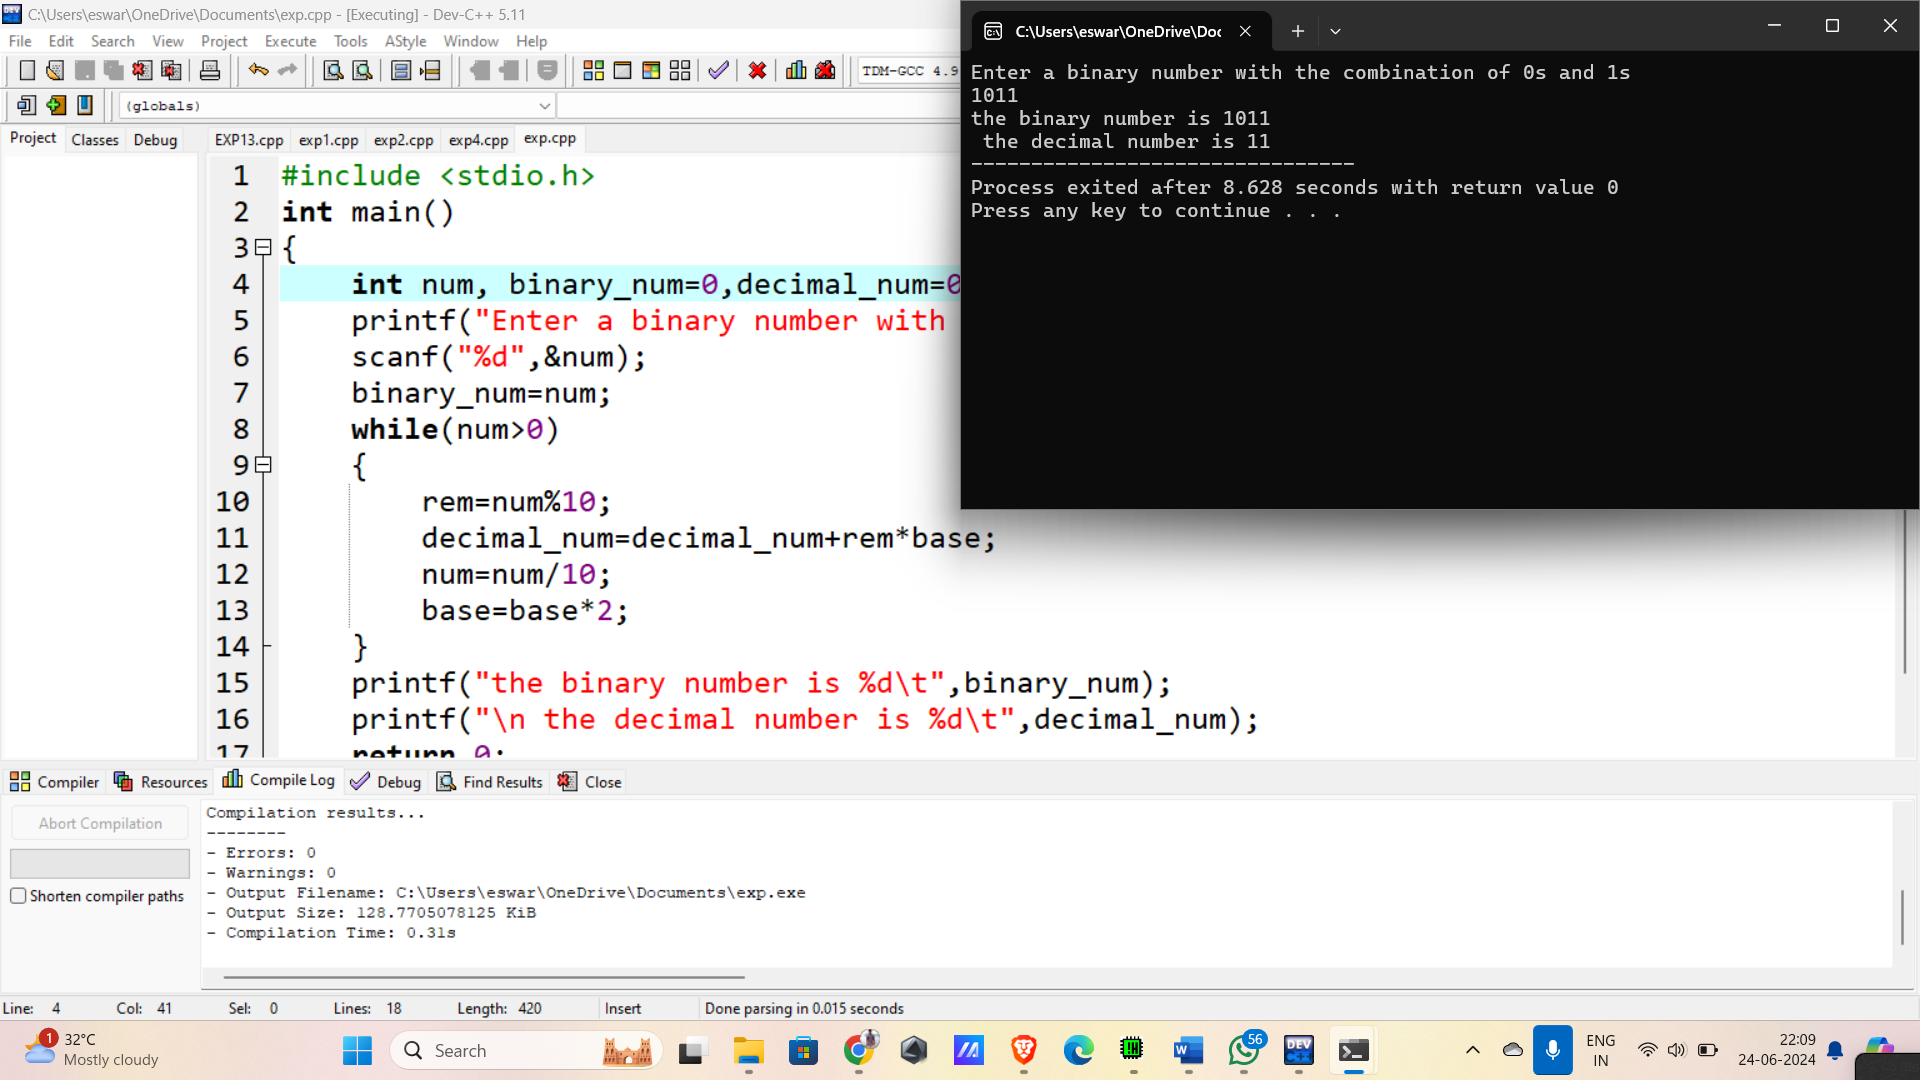 C:\Users\eswar\OneDrive\Documents\exp.cpp - [Executing] - Dev-C++ 5.11
File Edit Search View Project Execute Tools AStyle Window Help
TDM-GCC 4.9
(globals)
Project Classes Debug
EXP13.cpp exp1.cpp exp2.cpp exp4.cpp exp.cpp
1 #include <stdio.h>
2 int main()
3 {
4 int num, binary_num=0,decimal_num=0
5 printf("Enter a binary number with
6 scanf("%d",&num);
7 binary_num=num;
8 while(num>0)
9 {
10 rem=num%10;
11 decimal_num=decimal_num+rem*base;
12 num=num/10;
13 base=base*2;
14 }
15 printf("the binary number is %d\t",binary_num);
16 printf("\n the decimal number is %d\t",decimal_num);
17 return 0;
C:\Users\eswar\OneDrive\Doc
Enter a binary number with the combination of 0s and 1s
1011
the binary number is 1011
the decimal number is 11
--------------------------------
Process exited after 8.628 seconds with return value 0
Press any key to continue . . .
Compiler Resources Compile Log Debug Find Results Close
Abort Compilation
Shorten compiler paths
Compilation results...
--------
- Errors: 0
- Warnings: 0
- Output Filename: C:\Users\eswar\OneDrive\Documents\exp.exe
- Output Size: 128.7705078125 KiB
- Compilation Time: 0.31s
Line: 4 Col: 41 Sel: 0 Lines: 18 Length: 420 Insert Done parsing in 0.015 seconds
1
32°C
Mostly cloudy
Search
56
DEV
ENG
IN
22:09
24-06-2024